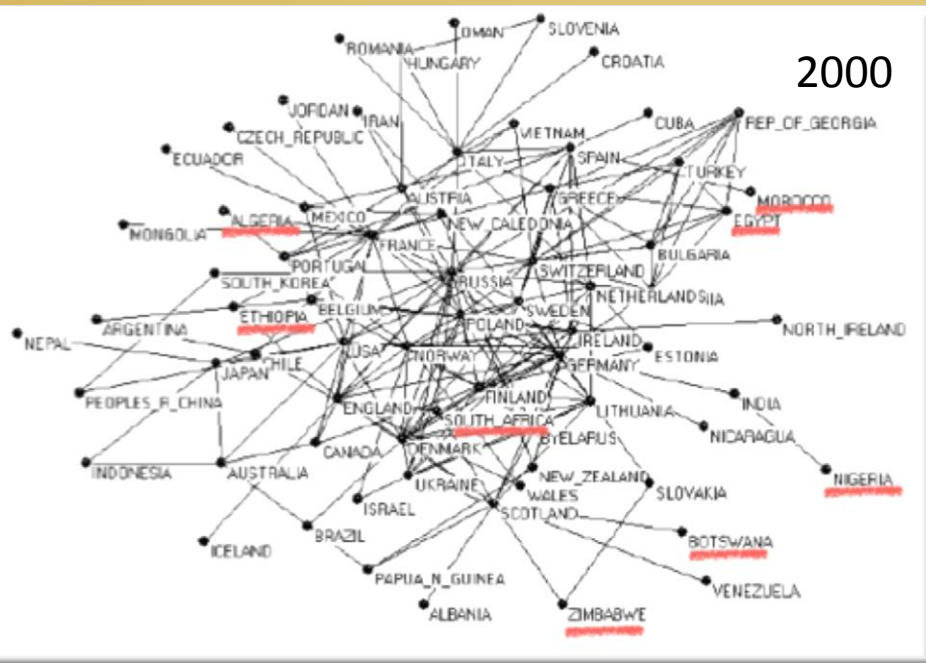 OMAN
SLOVENIA
ROMANIA
HUNGARY
CROATIA
2000
JORDAN
IRAN
CUBA
REP_OF_GEORGIA
VIETNAM
CZECH_REPUBLIC
ECUADOR
ITALY
SPAIN
TURKEY
AUSTRIA
GREECE
MOROCCO
ALGERIA
MEXICO
NEW_CALEDONIA
EGYPT
MONGOLIA
FRANCE
BULGARIA
PORTUGAL
SWITZERLAND
SOUTH_KOREA
RUSSIA
NETHERLANDS
BELGIUM
SWEDEN
ETHIOPIA
POLAND
ARGENTINA
NORTH_IRELAND
IRELAND
NEPAL
USA
NORWAY
ESTONIA
CHILE
GERMANY
JAPAN
FINLAND
PEOPLES_R_CHINA
ENGLAND
LITHUANIA
INDIA
SOUTH_AFRICA
BYELARUS
NICARAGUA
CANADA
DENMARK
INDONESIA
AUSTRALIA
UKRAINE
NEW_ZEALAND
NIGERIA
WALES
SLOVAKIA
ISRAEL
SCOTLAND
BRAZIL
BOTSWANA
ICELAND
PAPUA_N_GUINEA
VENEZUELA
ALBANIA
ZIMBABWE